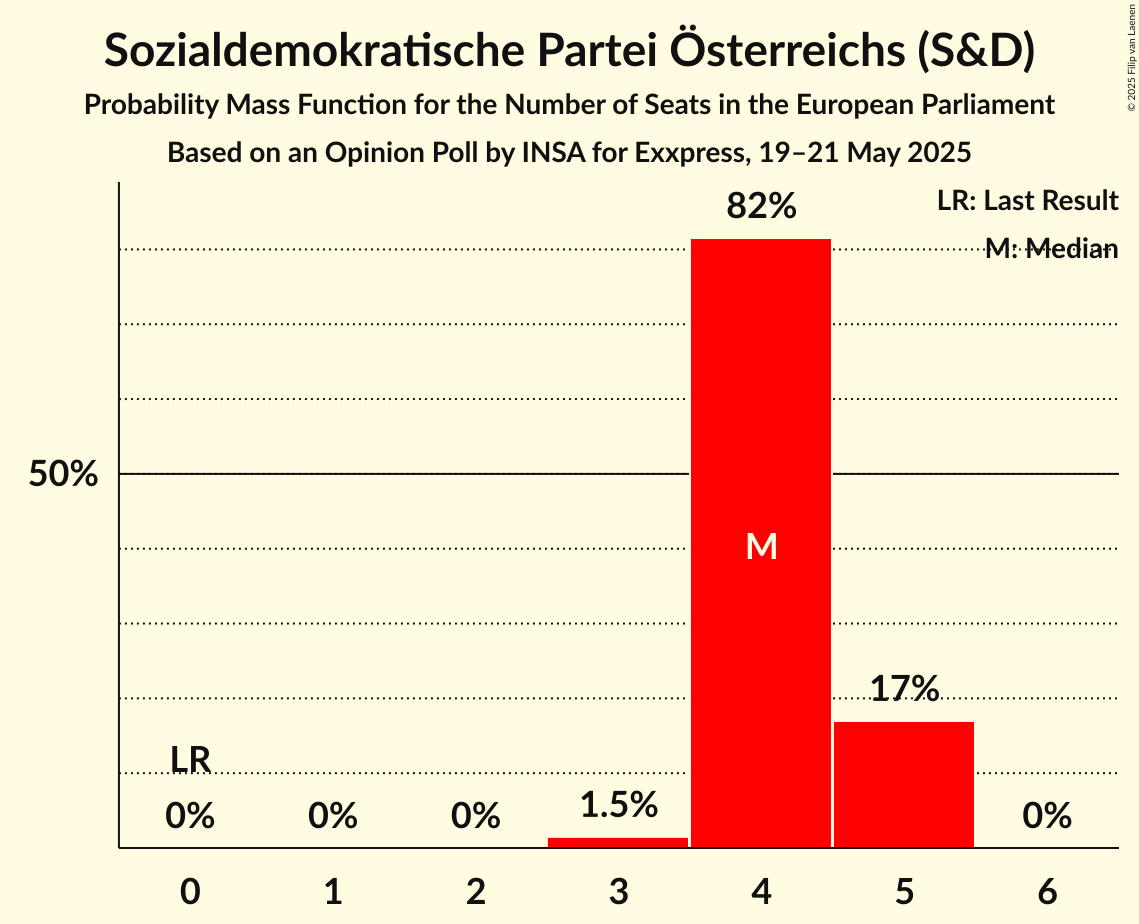 Sozialdemokratische Partei Österreichs (S&D)
Probability Mass Function for the Number of Seats in the European Parliament
Based on an Opinion Poll by INSA for Exxpress, 19–21 May 2025
© 2025 Filip van Laenen
LR: Last Result
M: Median
82%
50%
M
17%
LR
0%
0%
0%
1.5%
0%
0 1 2 3 4 5 6